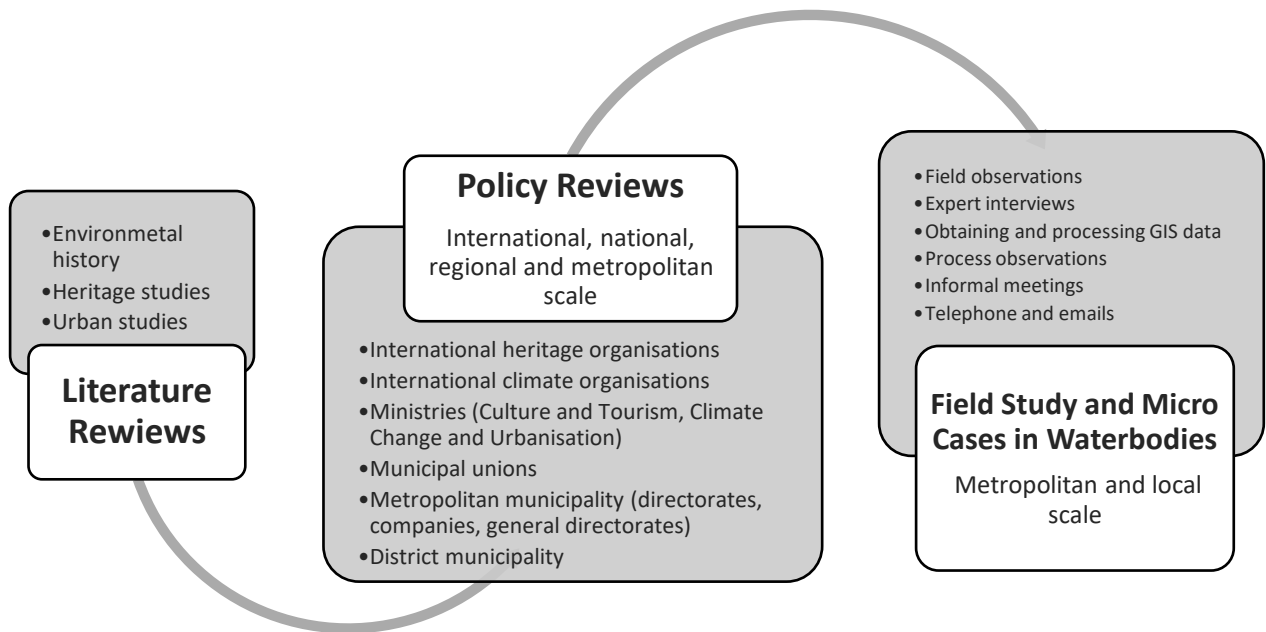 •Environmetal
history
•Heritage studies
•Urban studies
Literature
Rewiews
Policy Reviews
International, national,
regional and metropolitan
scale
•International heritage organisations
•International climate organisations
•Ministries (Culture and Tourism, Climate
Change and Urbanisation)
•Municipal unions
•Metropolitan municipality (directorates,
companies, general directorates)
•District municipality
•Field observations
•Expert interviews
•Obtaining and processing GIS data
•Process observations
•Informal meetings
•Telephone and emails
Field Study and Micro
Cases in Waterbodies
Metropolitan and local
scale